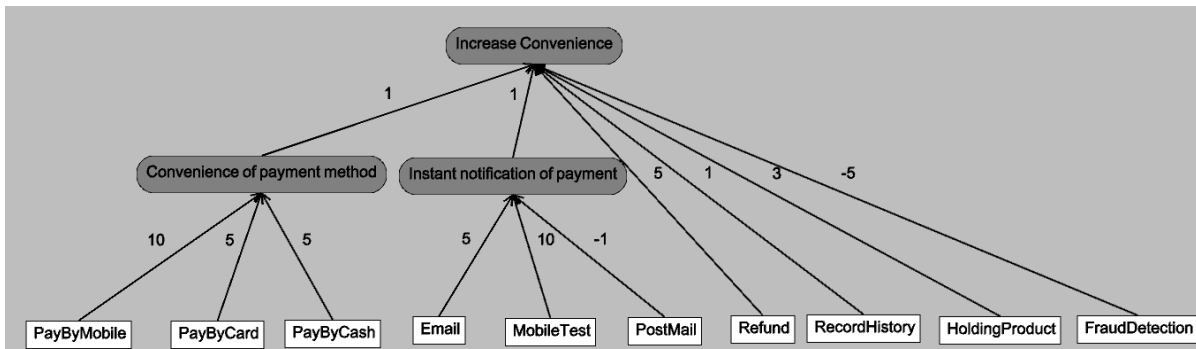 Increase Convenience
1
1
Convenience of payment method
Instant notification of payment
5
1
3
-5
10
5
5
5
10
-1
PayByMobile
PayByCard
PayByCash
Email
MobileTest
PostMail
Refund
RecordHistory
HoldingProduct
FraudDetection